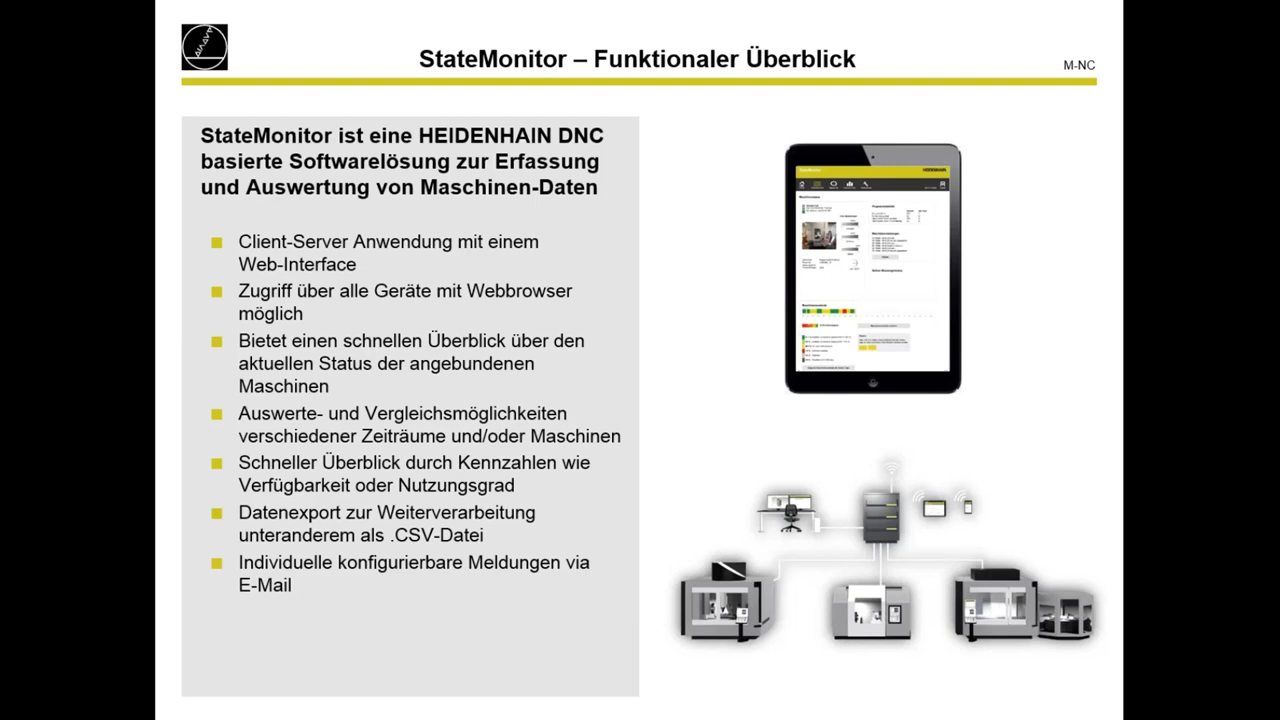 StateMonitor – Funktionaler Überblick
M-NC
StateMonitor ist eine HEIDENHAIN DNC
basierte Softwarelösung zur Erfassung
und Auswertung von Maschinen-Daten
Client-Server Anwendung mit einem
Web-Interface
Zugriff über alle Geräte mit Webbrowser
möglich
Bietet einen schnellen Überblick über den
aktuellen Status der angebundenen
Maschinen
Auswerte- und Vergleichsmöglichkeiten
verschiedener Zeiträume und/oder Maschinen
Schneller Überblick durch Kennzahlen wie
Verfügbarkeit oder Nutzungsgrad
Datenexport zur Weiterverarbeitung
unteranderem als .CSV-Datei
Individuelle konfigurierbare Meldungen via
E-Mail
StateMonitor
HEIDENHAIN